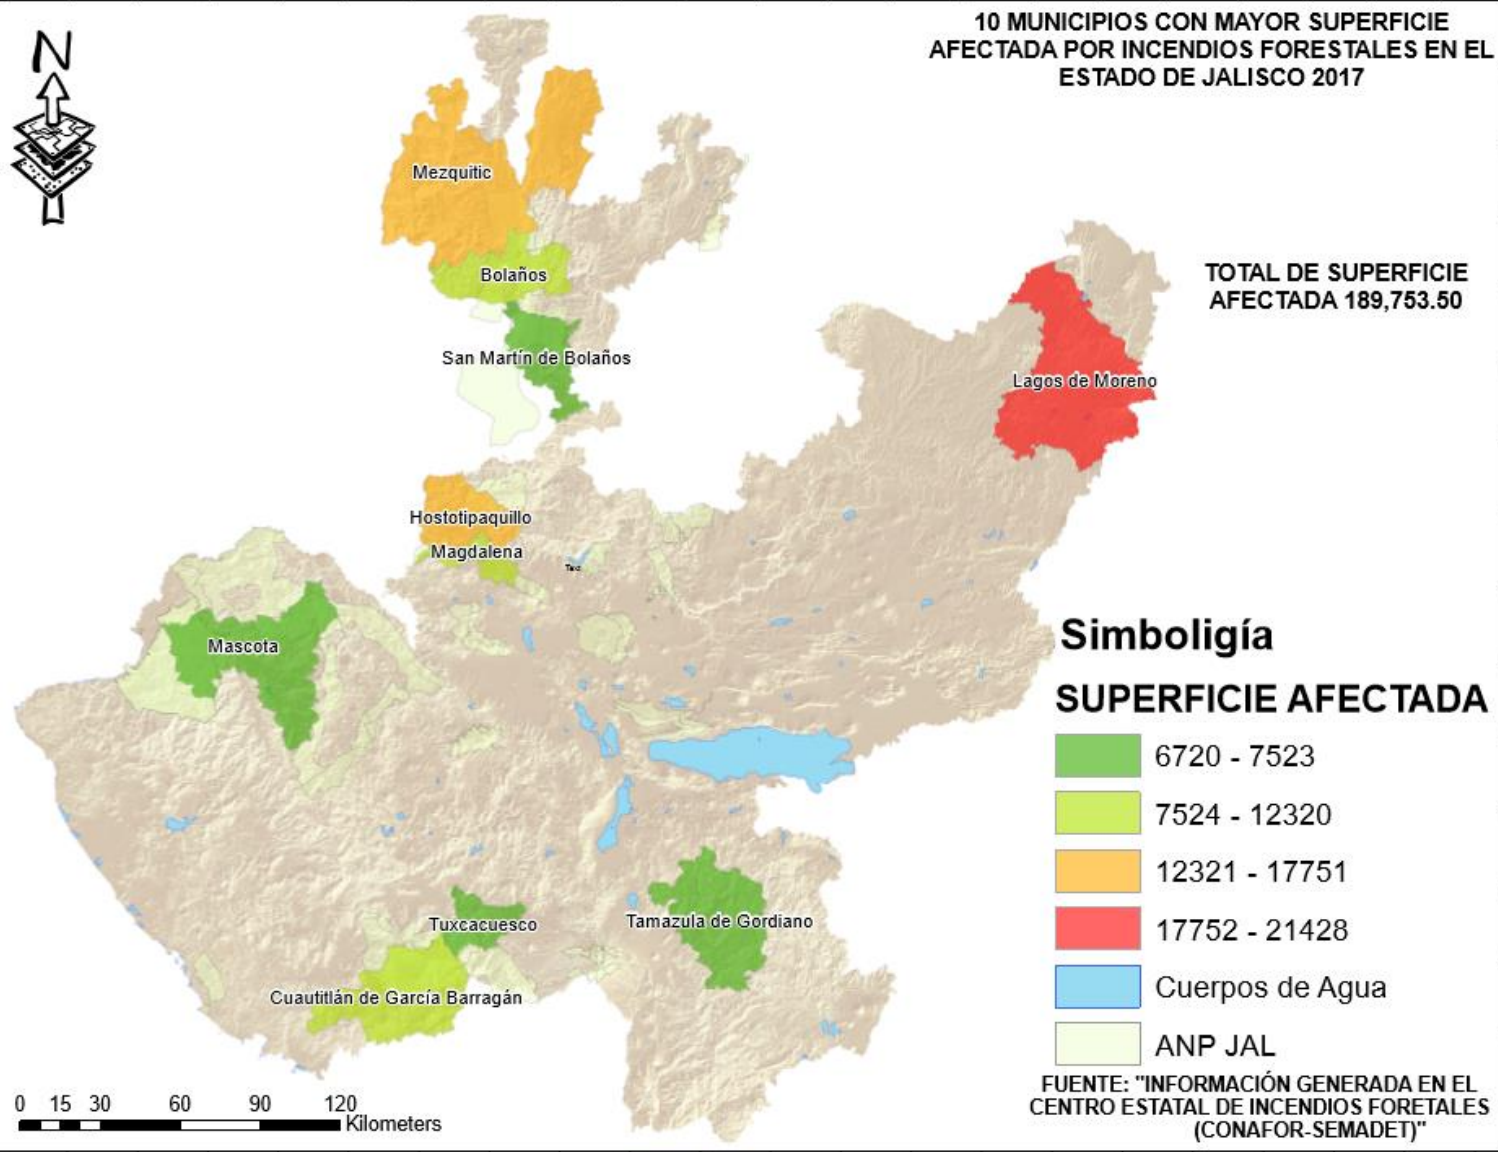 N
10 MUNICIPIOS CON MAYOR SUPERFICIE
AFECTADA POR INCENDIOS FORESTALES EN EL
ESTADO DE JALISCO 2017
Mezquitic
Bolaños
TOTAL DE SUPERFICIE
AFECTADA 189,753.50
San Martín de Bolaños
Lagos de Moreno
Hostotipaquillo
Magdalena
Mascota
Tuxcacuesco
Tamazula de Gordiano
Cuautitlán de García Barragán
Simboligía
SUPERFICIE AFECTADA
6720 - 7523
7524 - 12320
12321 - 17751
17752 - 21428
Cuerpos de Agua
ANP JAL
FUENTE: "INFORMACIÓN GENERADA EN EL
CENTRO ESTATAL DE INCENDIOS FORETALES
(CONAFOR-SEMADET)"
0 15 30 60 90 120
Kilometers